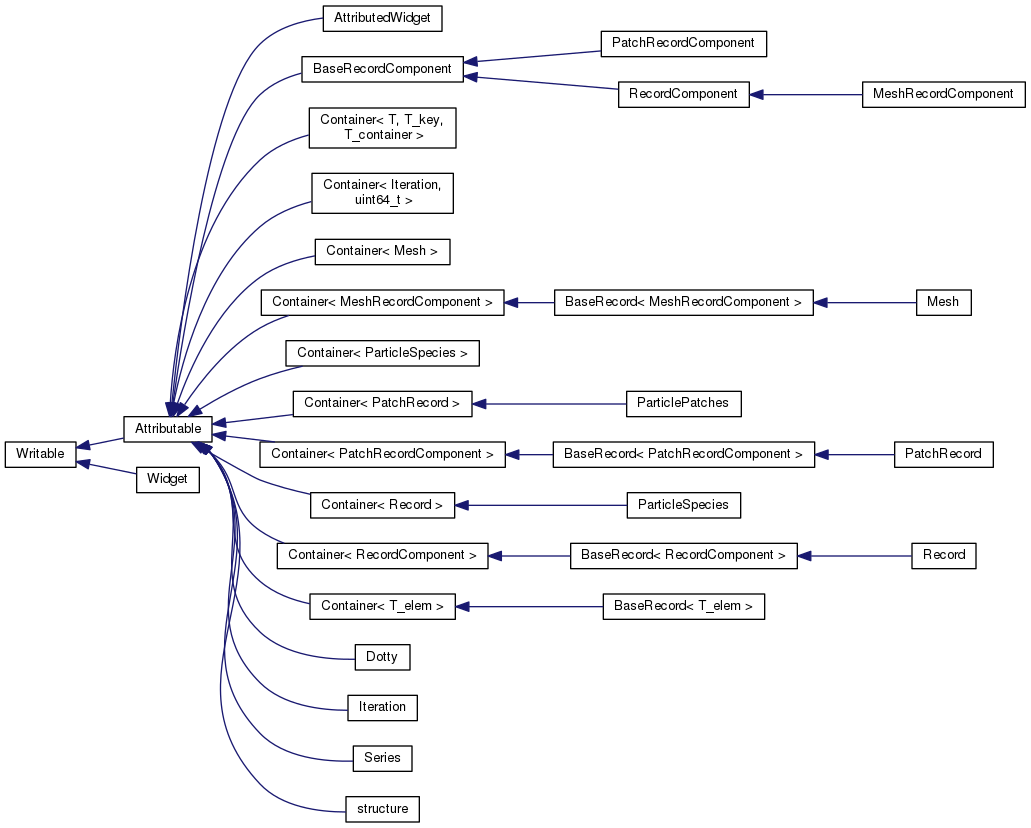 AttributedWidget
PatchRecordComponent
BaseRecordComponent
RecordComponent
MeshRecordComponent
Container< T, T_key,
T_container >
Container< Iteration,
uint64_t >
Container< Mesh >
Container< MeshRecordComponent >
BaseRecord< MeshRecordComponent >
Mesh
Container< ParticleSpecies >
Container< PatchRecord >
ParticlePatches
Attributable
Writable
Container< PatchRecordComponent >
BaseRecord< PatchRecordComponent >
PatchRecord
Widget
Container< Record >
ParticleSpecies
Container< RecordComponent >
BaseRecord< RecordComponent >
Record
Container< T_elem >
BaseRecord< T_elem >
Dotty
Iteration
Series
structure